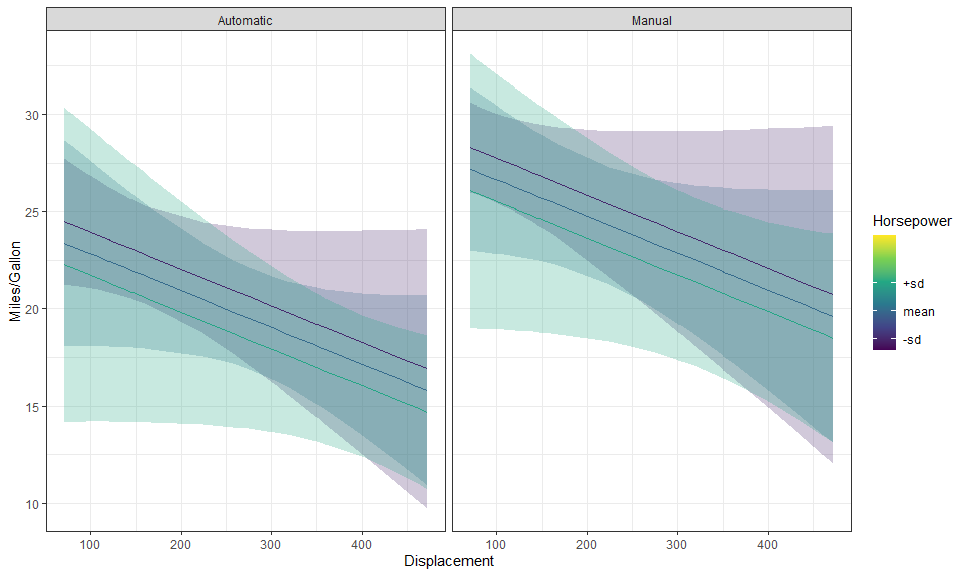 Automatic
Manual
Miles/Gallon
30
25
20
15
10
100
200
300
400
100
200
300
400
Displacement
Horsepower
+sd
mean
-sd